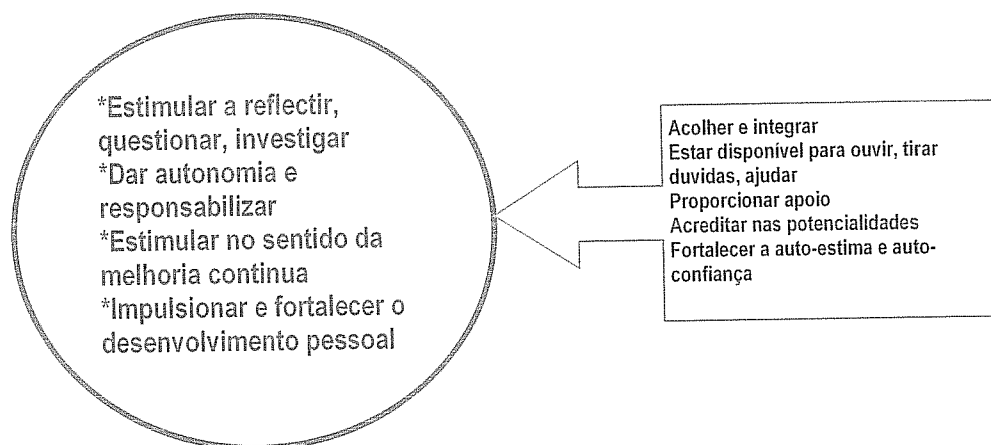 *Estimular a reflectir,
questionar, investigar
*Dar autonomia e
responsabilizar
*Estimular no sentido da
melhoria continua
*Impulsionar e fortalecer o
desenvolvimento pessoal
Acolher e integrar
Estar disponível para ouvir, tirar
duvidas, ajudar
Proporcionar apoio
Acreditar nas potencialidades
Fortalecer a auto-estima e auto-
confiança